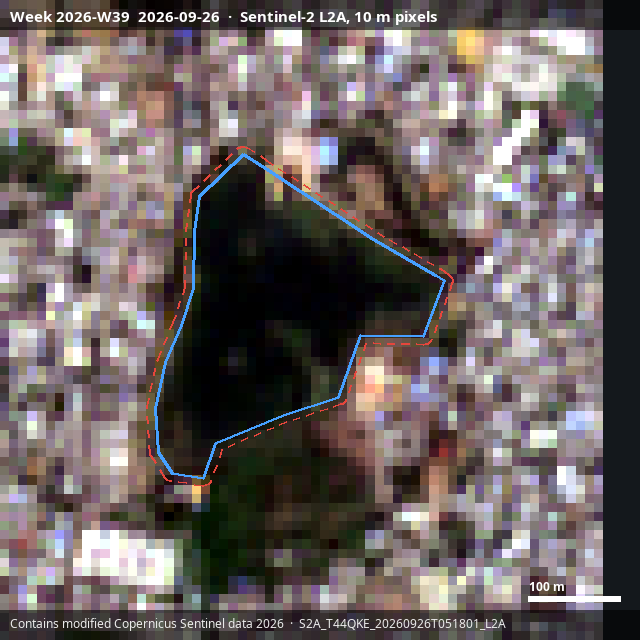 Week 2026-W39  2026-09-26  ·  Sentinel-2 L2A, 10 m pixels
100 m
Contains modified Copernicus Sentinel data 2026  ·  S2A_T44QKE_20260926T051801_L2A